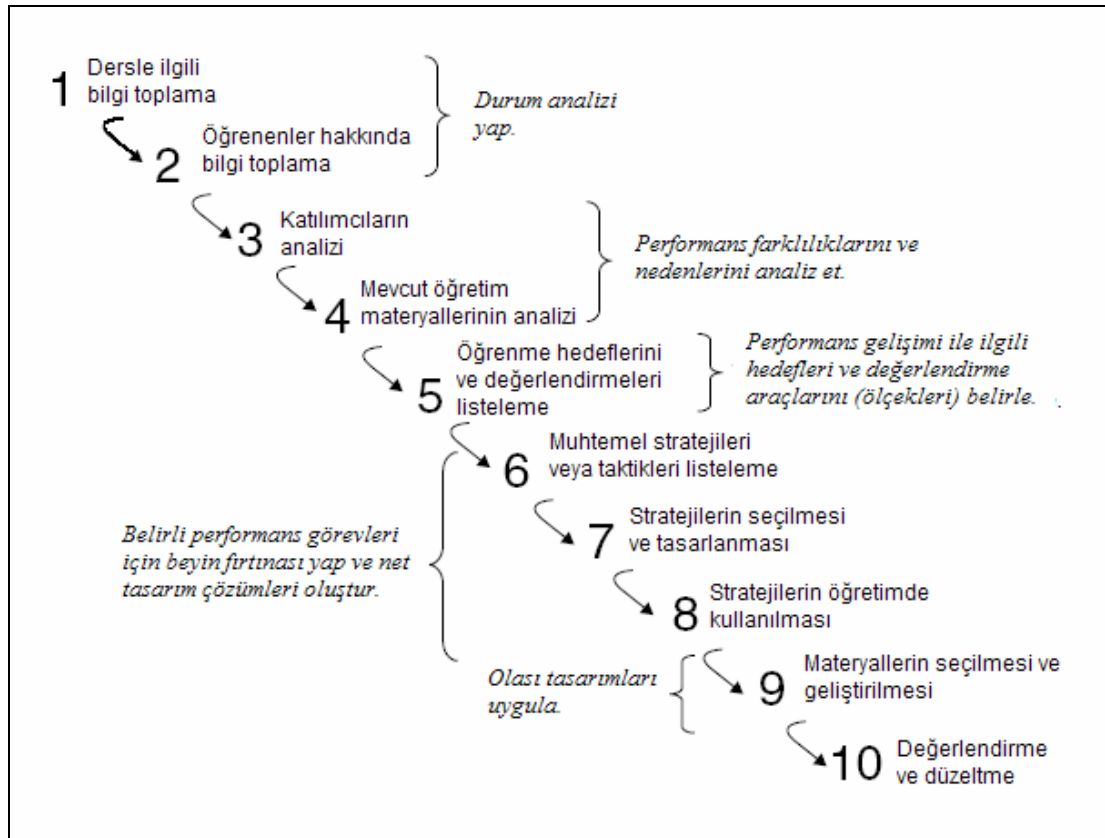 1 Dersle ilgili
bilgi toplama
Durum analizi
yap.
2 Öğrenenler hakkında
bilgi toplama
3 Katılımcıların
analizi
Performans farklılıklarını ve
nedenlerini analiz et.
4 Mevcut öğretim
materyallerinin analizi
5 Öğrenme hedeflerini
ve değerlendirmeleri
listeleme
Performans gelişimi ile ilgili
hedefleri ve değerlendirme
araçlarını (ölçekleri) belirle.
6 Muhtemel stratejileri
veya taktikleri listeleme
Belirli performans görevleri
için beyin fırtınası yap ve net
tasarım çözümleri oluştur.
7 Stratejilerin seçilmesi
ve tasarlanması
8 Stratejilerin öğretimde
kullanılması
Olası tasarımları
uygula.
9 Materyallerin seçilmesi ve
geliştirilmesi
10 Değerlendirme
ve düzeltme